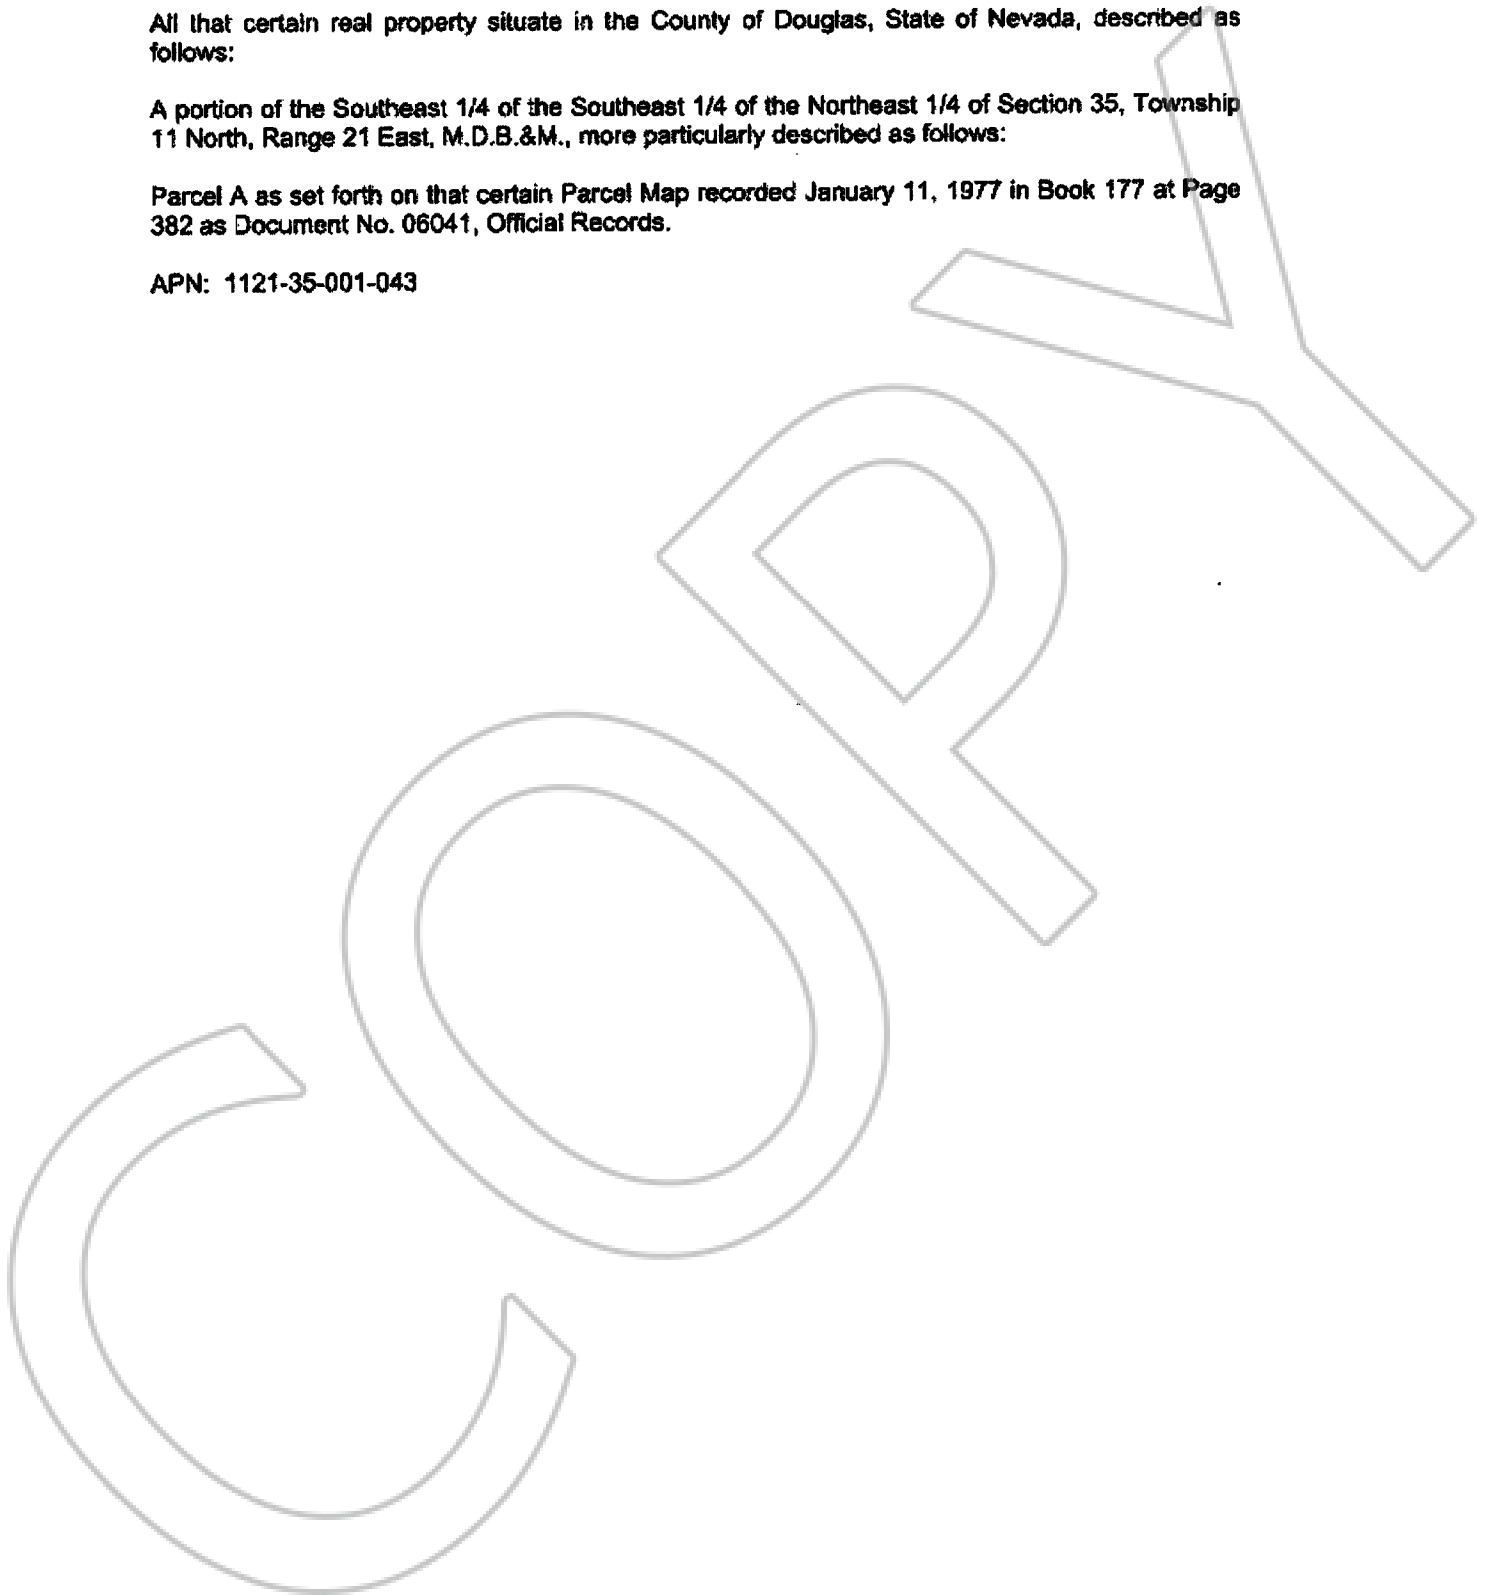 All that certain real property situate in the County of Douglas, State of Nevada, described as
follows:
A portion of the Southeast 1/4 of the Southeast 1/4 of the Northeast 1/4 of Section 35, Township
11 North, Range 21 East, M.D.B.&M., more particularly described as follows:
Parcel A as set forth on that certain Parcel Map recorded January 11, 1977 in Book 177 at Page
382 as Document No. 06041, Official Records.
APN: 1121-35-001-043
COPY